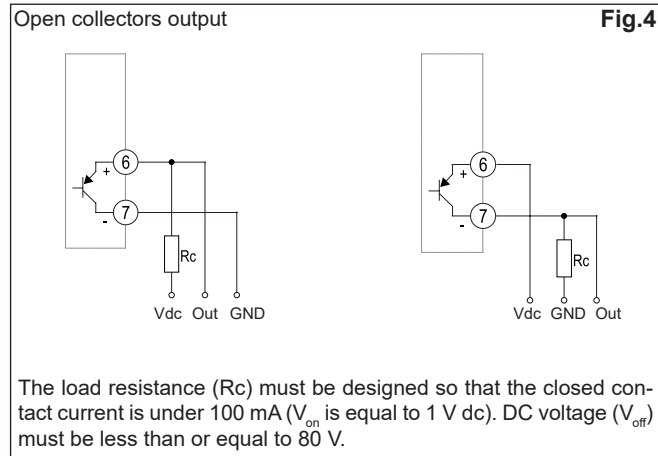 Open collectors output Fig.4
6
+
7
-
Rc
Vdc Out GND
6
+
7
-
Rc
Vdc GND Out
The load resistance (Rc) must be designed so that the closed con-
tact current is under 100 mA (Von is equal to 1 V dc). DC voltage (Voff)
must be less than or equal to 80 V.